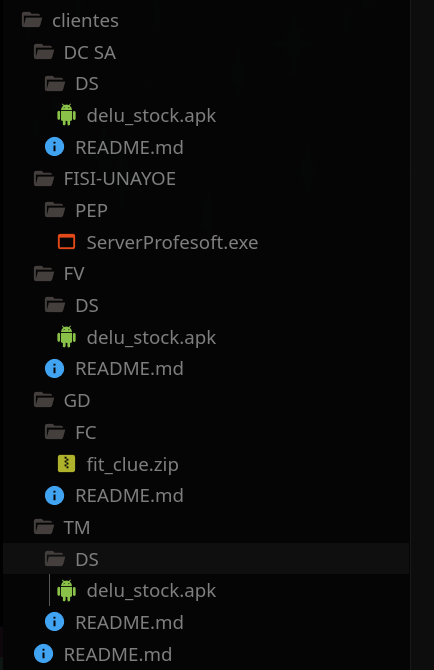 clientes
DC SA
DS
delu_stock.apk
README.md
FISI-UNAYOE
PEP
ServerProfesoft.exe
FV
DS
delu_stock.apk
README.md
GD
FC
fit_clue.zip
README.md
TM
DS
delu_stock.apk
README.md
README.md